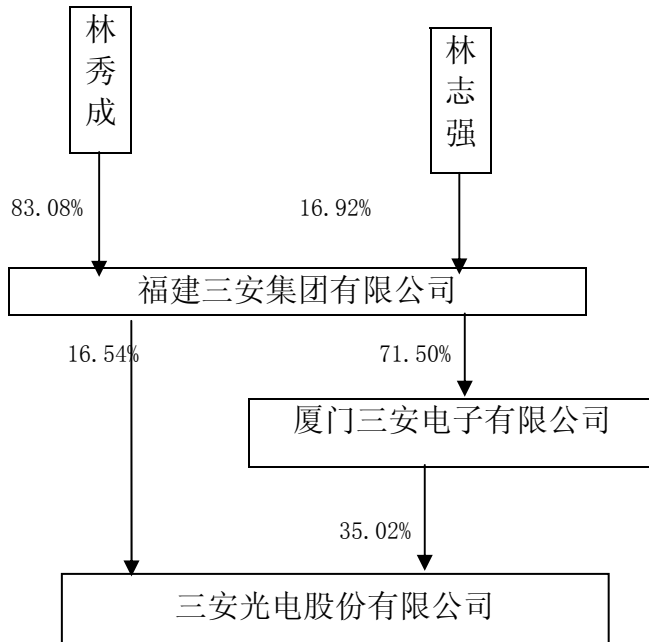 林秀成
林志强
83.08%
16.92%
福建三安集团有限公司
16.54%
71.50%
厦门三安电子有限公司
35.02%
三安光电股份有限公司